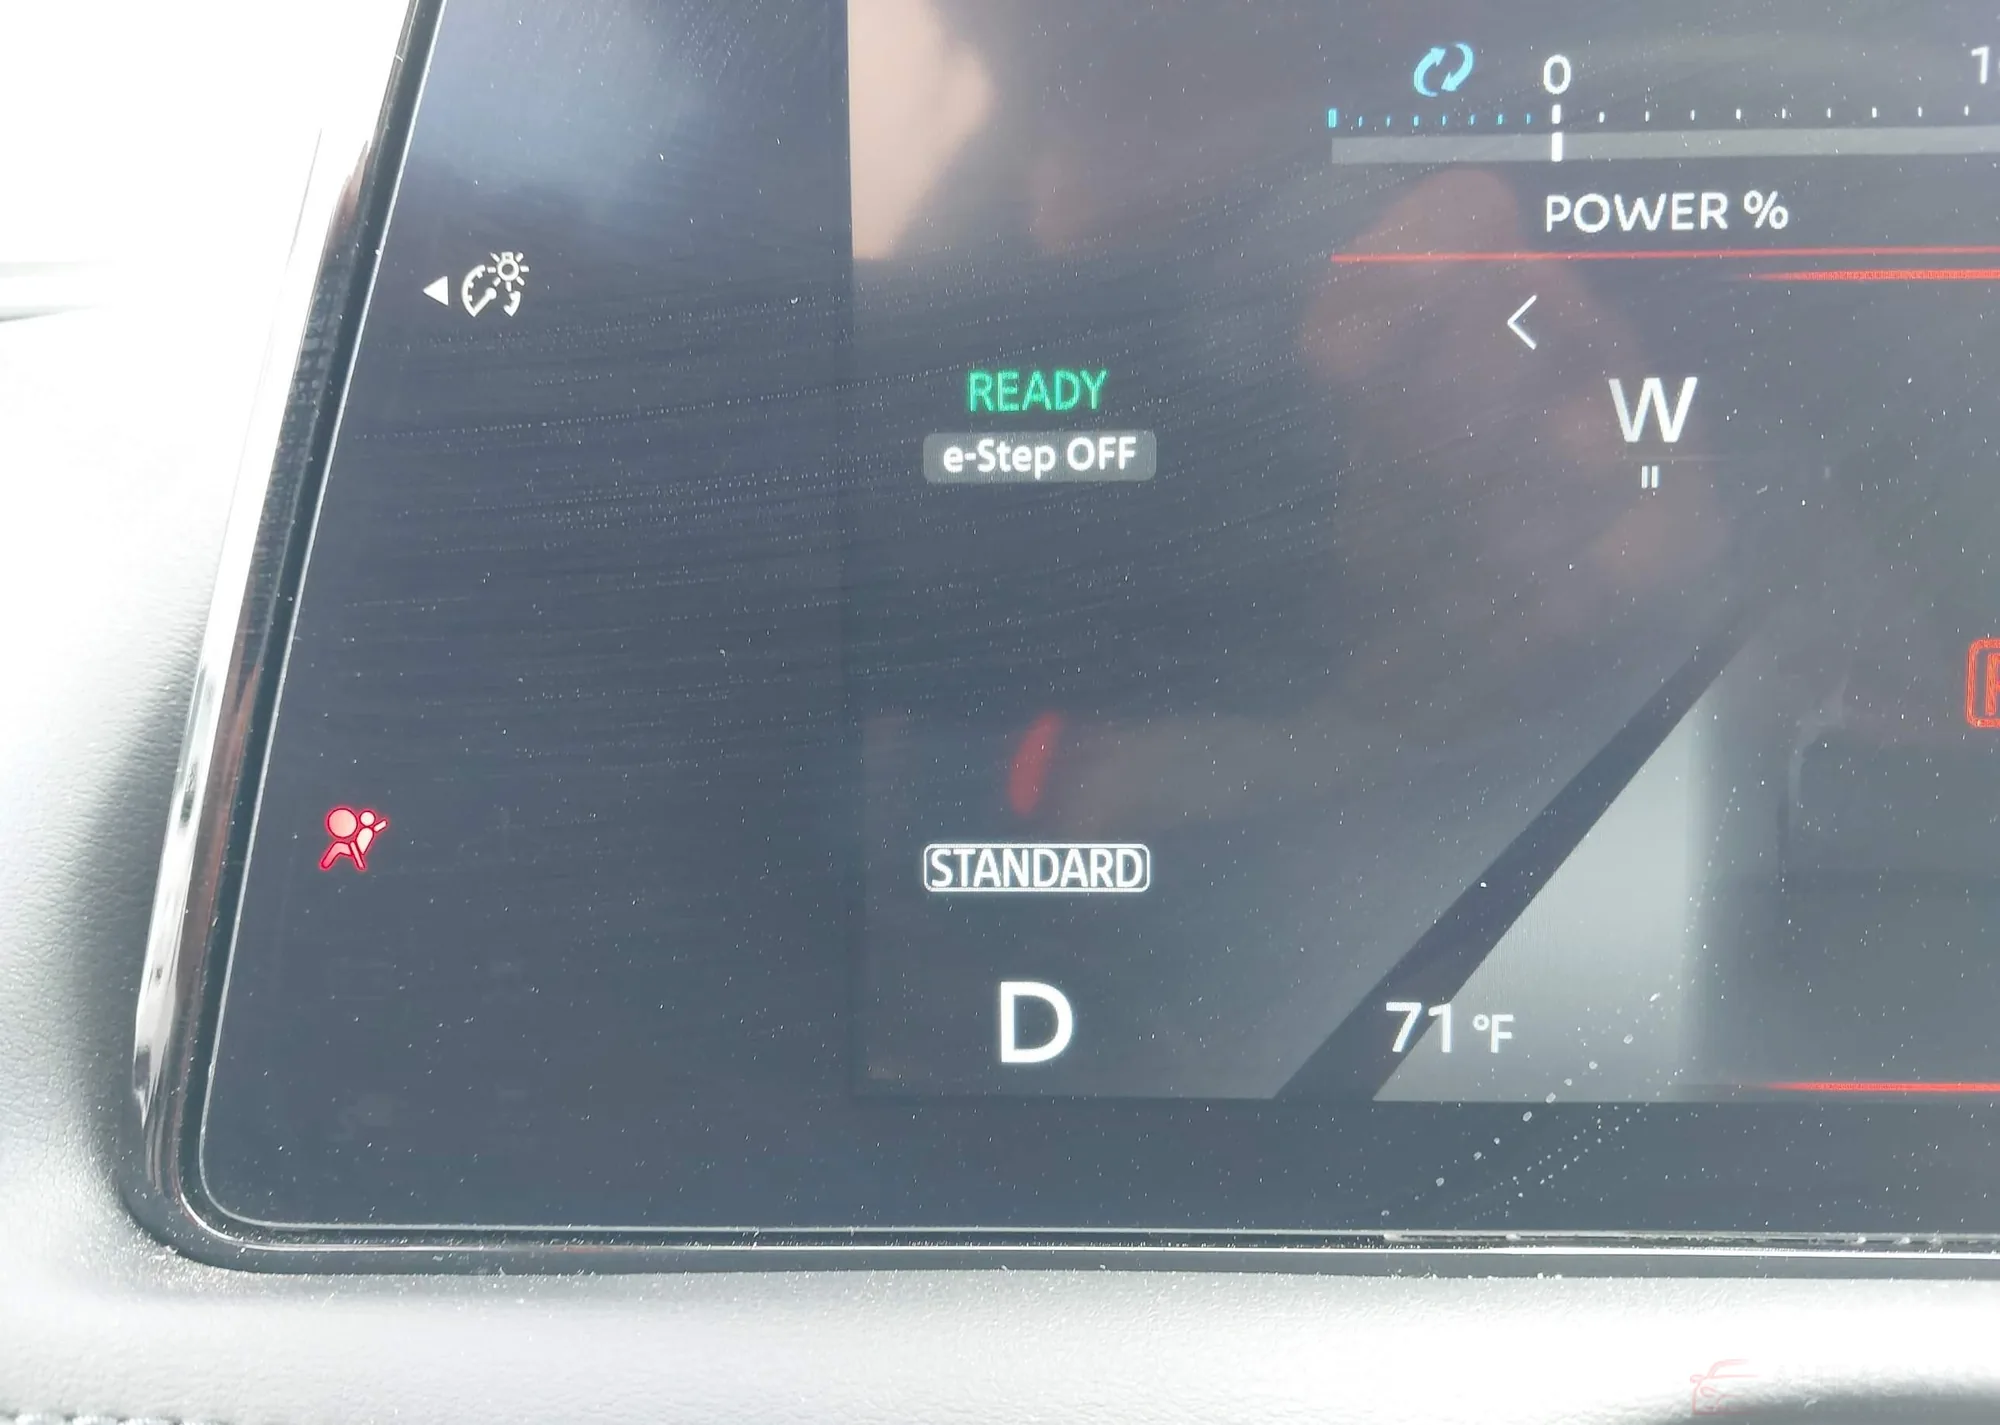 0
POWER %
READY
e-Step OFF
W
STANDARD
D
71 °F